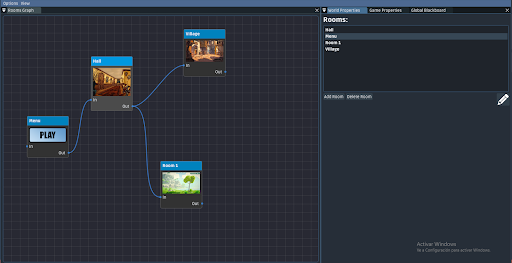 Options View
Rooms Graph
World Properties
Game Properties
Global Blackboard
Village
In
Out
Hall
In
Out
Menu
PLAY
In
Out
Room 1
In
Out
Rooms:
Hall
Menu
Room 1
Village
Add Room Delete Room
Activar Windows
Ve a Configuración para activar Windows.